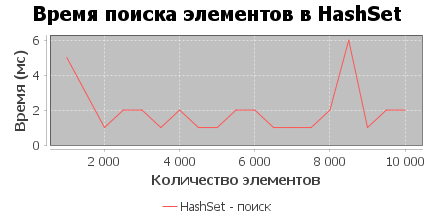 Время поиска элементов в HashSet
Время (мс)
6
4
2
0
2 000 4 000 6 000 8 000 10 000
Количество элементов
HashSet - поиск